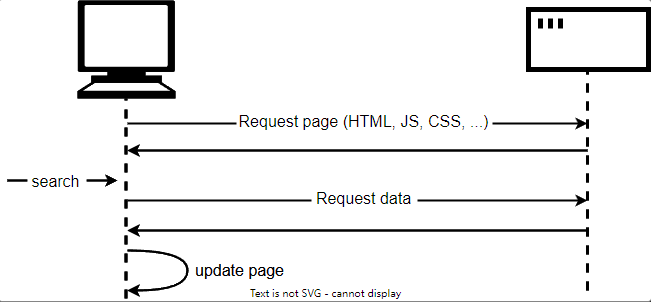 Request page (HTML, JS, CSS, ...)
search
Request data
update page
Text is not SVG - cannot display